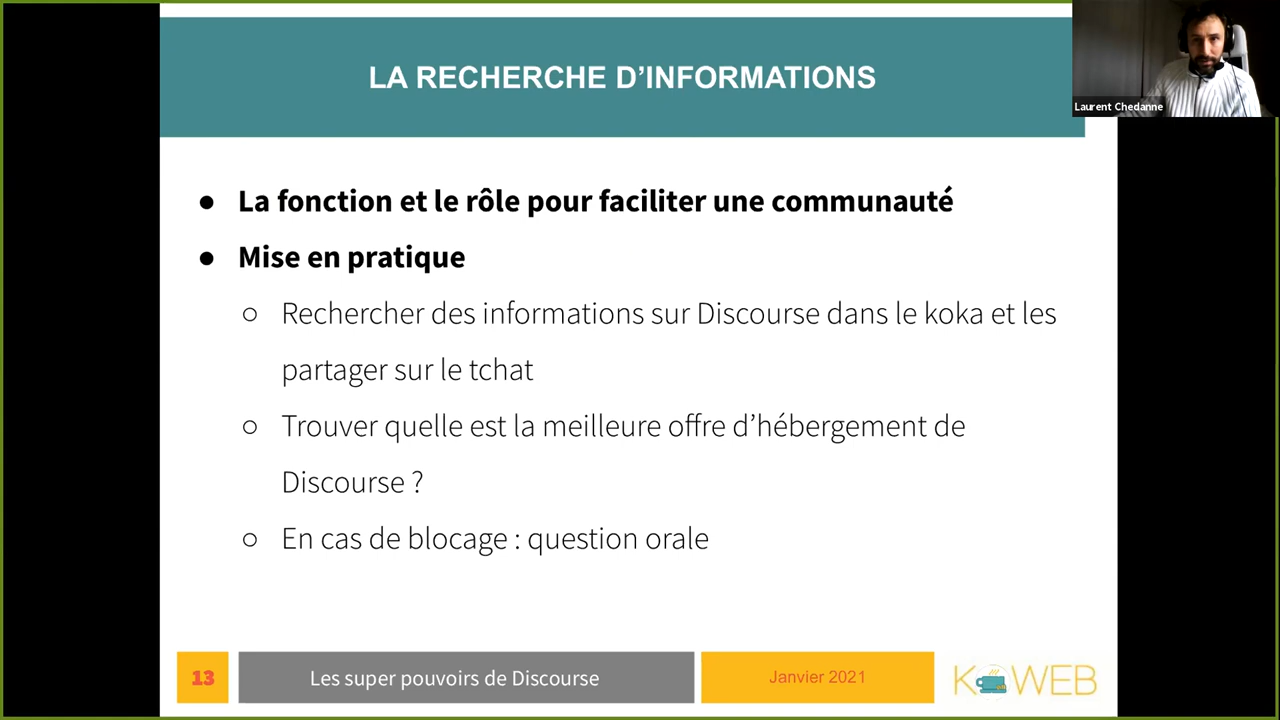 LA RECHERCHE D’INFORMATIONS
Laurent Chedanne
● La fonction et le rôle pour faciliter une communauté
● Mise en pratique
○ Rechercher des informations sur Discourse dans le koka et les
partager sur le tchat
○ Trouver quelle est la meilleure offre d’hébergement de
Discourse ?
○ En cas de blocage : question orale
13
Les super pouvoirs de Discourse
Janvier 2021
K WEB